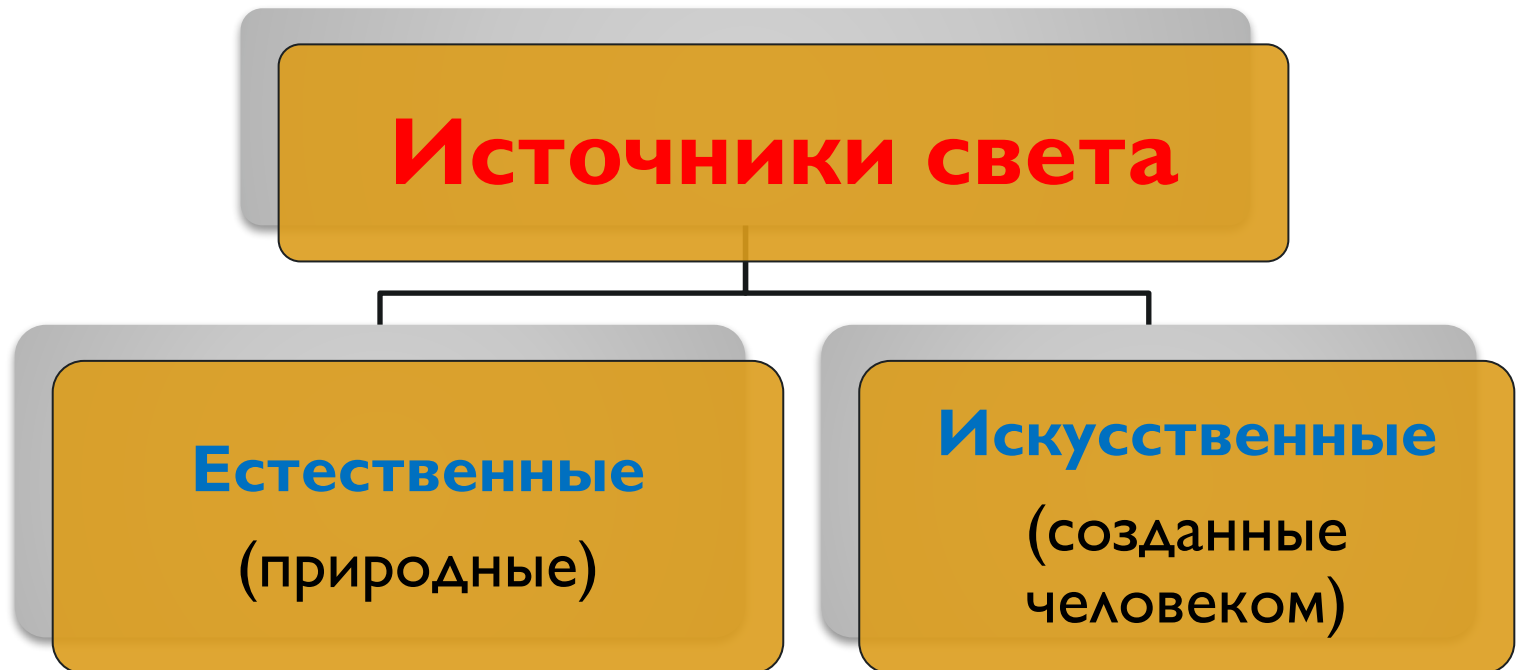 Источники света
Естественные
(природные)
Искусственные
(созданные
человеком)